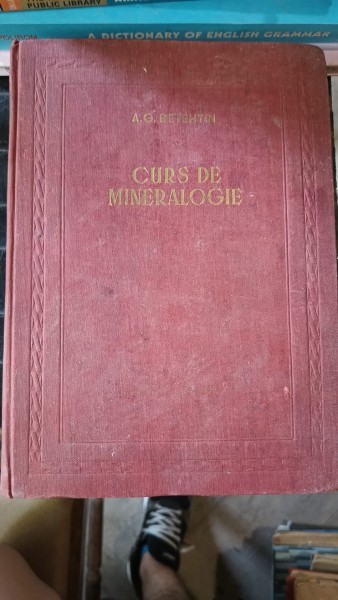 PUBLIC LIBRARY
A DICTIONARY OF ENGLISH GRAMMAR
A.G. BETEHTIN
CURS DE
MINERALOGIE